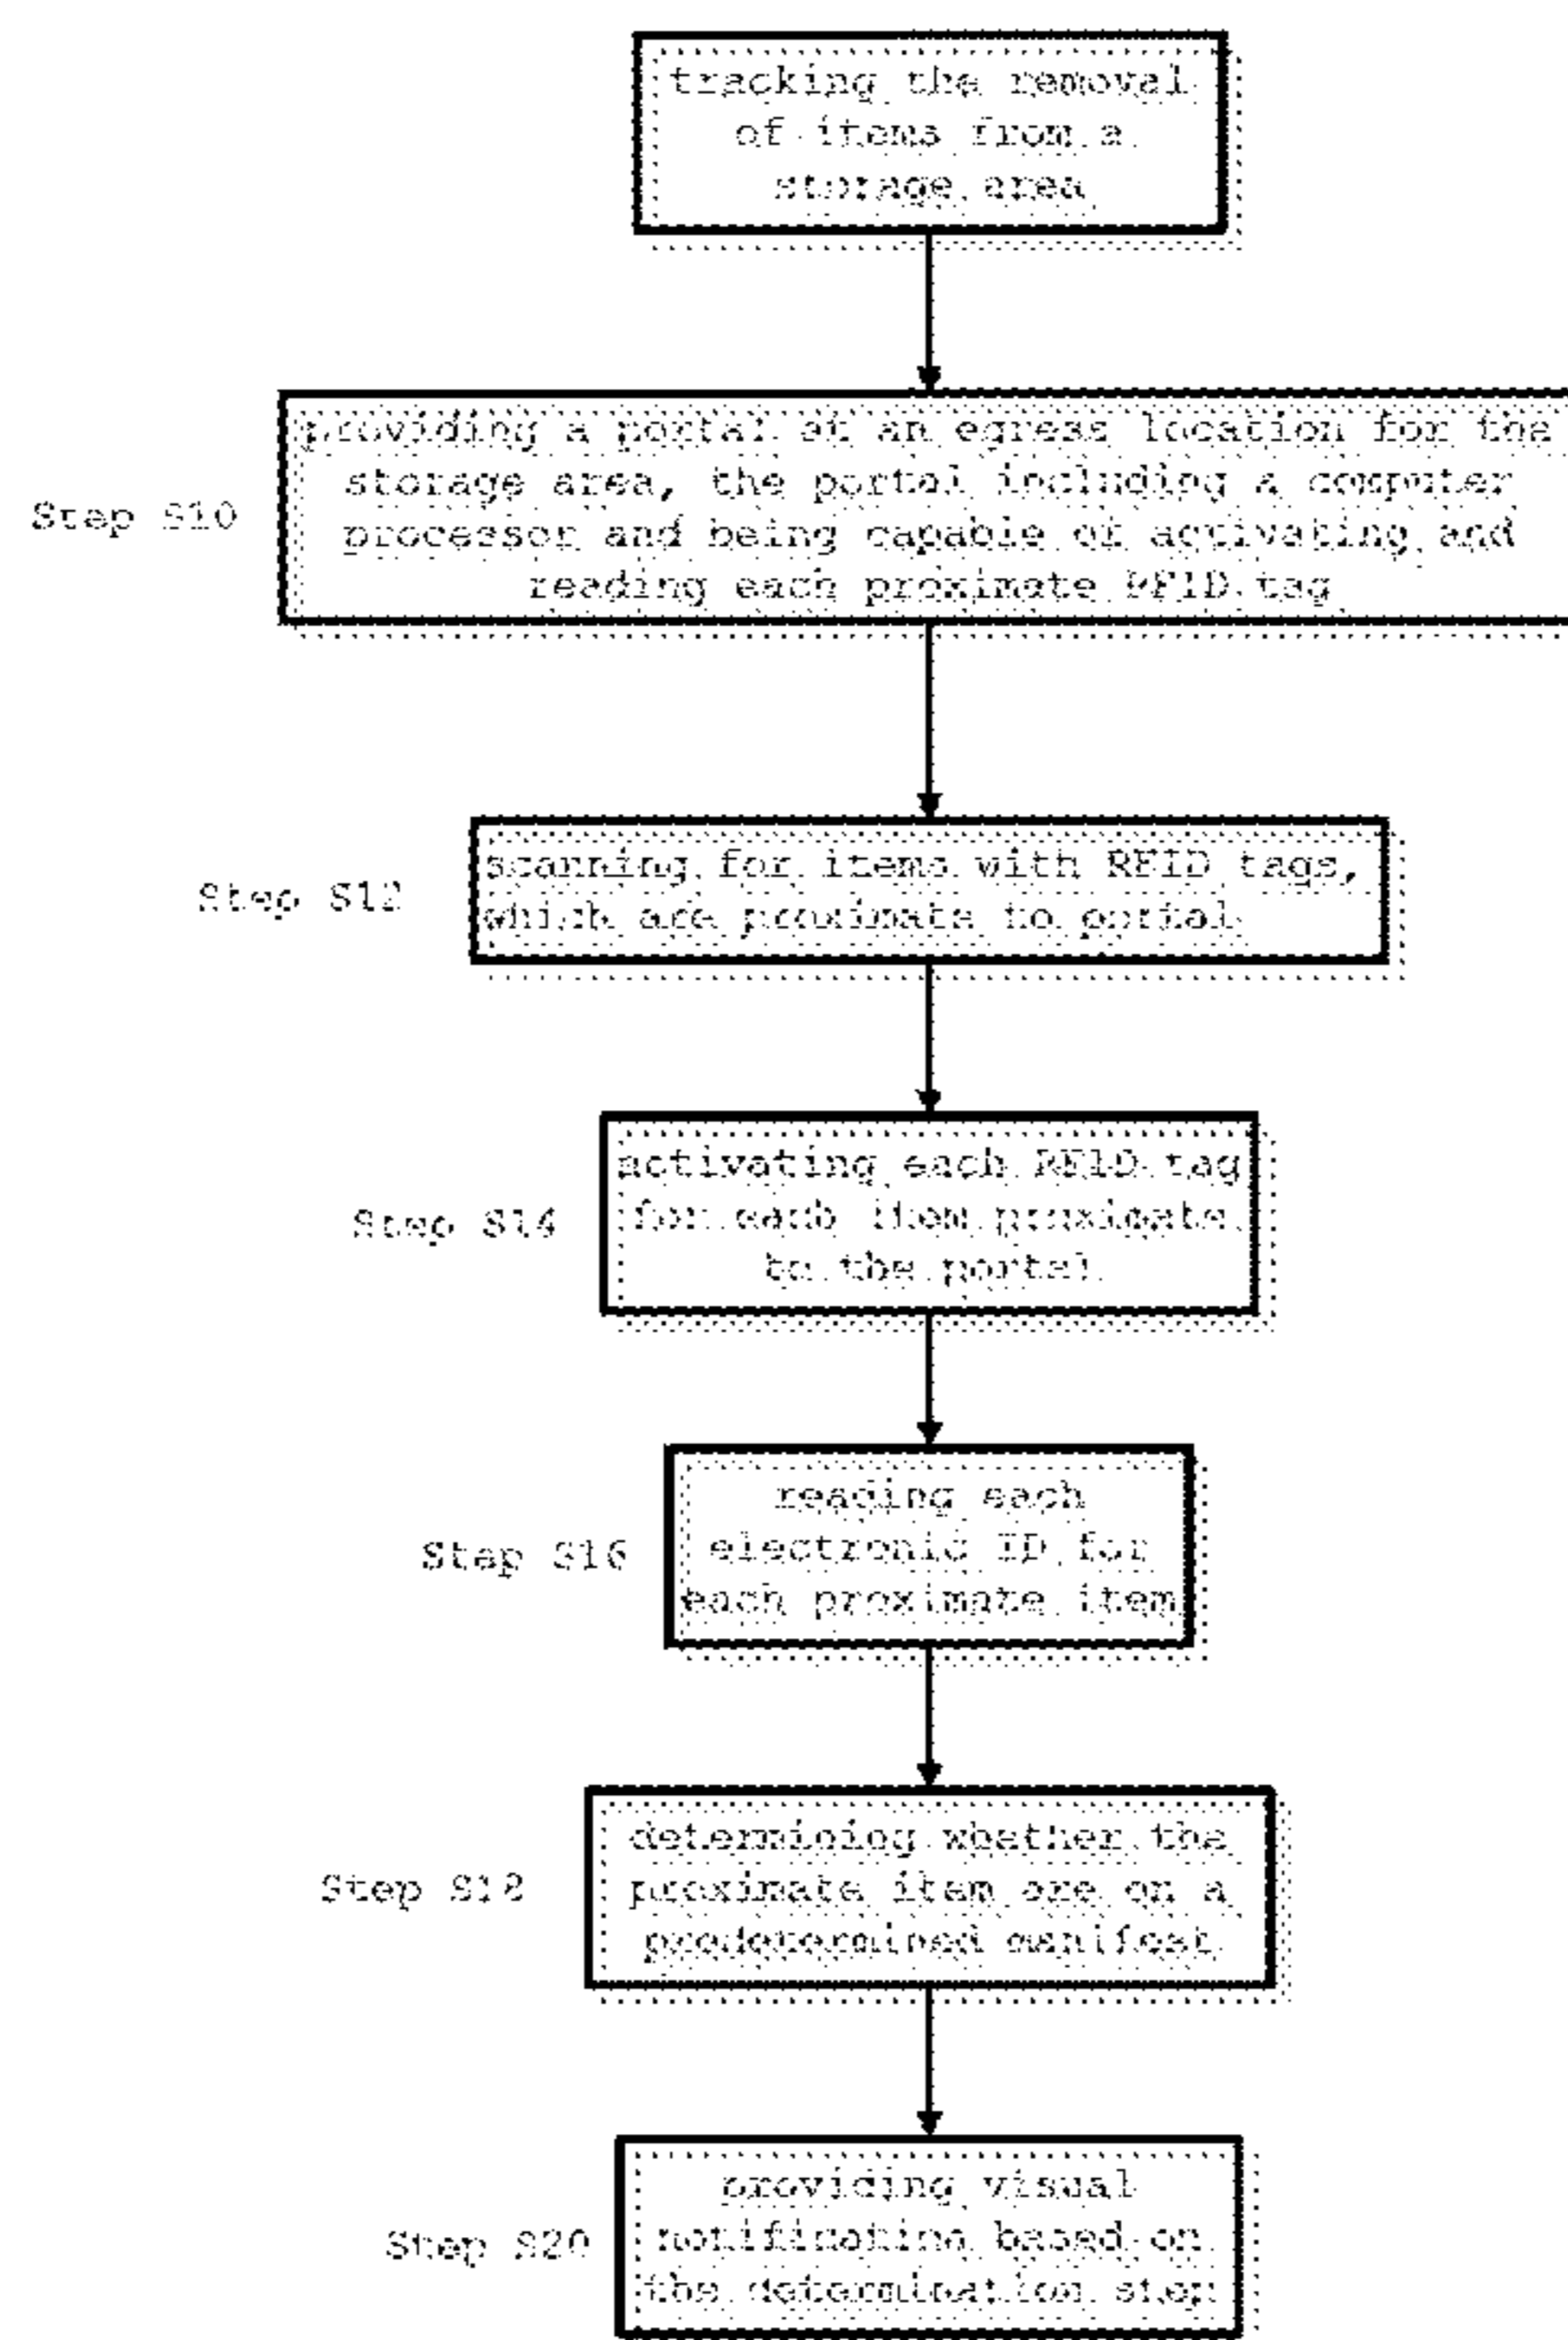 tracking the removal
of items from a
storage area
providing a portal at an egress location for the
storage area, the portal including a computer
processor and being capable of activating and
reading each proximate RFID tag
Step S10
scanning for items with RFID tags,
which are proximate to portal
Step S12
activating each RFID tag
for each item proximate
to the portal
Step S14
reading each
electronic ID for
each proximate item
Step S16
determining whether the
proximate item are on a
predetermined manifest
Step S18
providing visual
notification based on
the determination step
Step S20